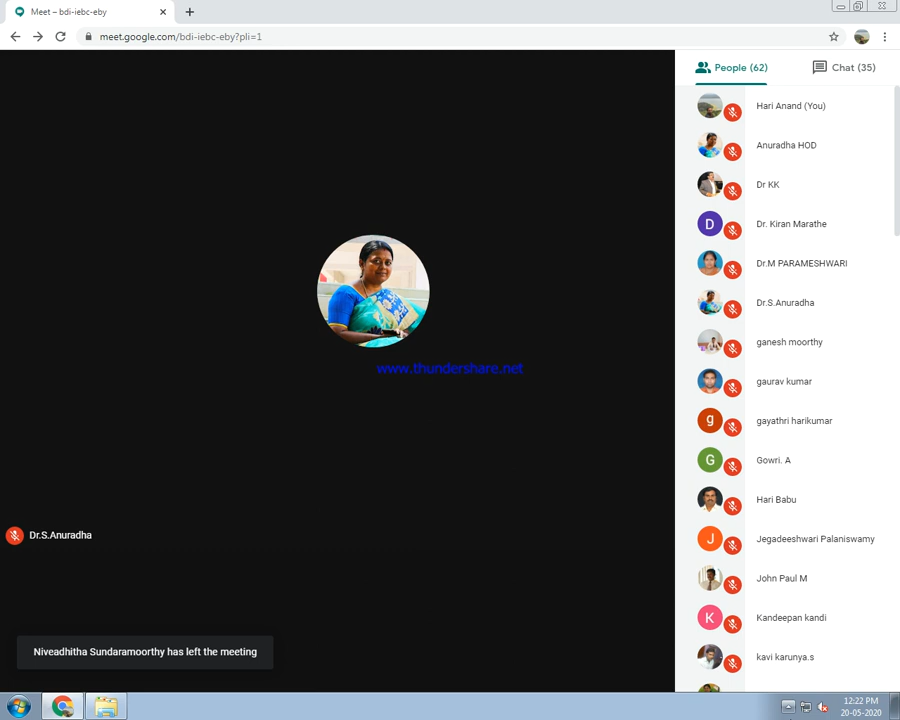 Meet – bdi-iebc-eby
meet.google.com/bdi-iebc-eby?pli=1
People (62)
Chat (35)
Hari Anand (You)
Anuradha HOD
Dr KK
D
Dr. Kiran Marathe
Dr.M PARAMESHWARI
Dr.S.Anuradha
ganesh moorthy
gaurav kumar
g
gayathri harikumar
G
Gowri. A
Hari Babu
J
Jegadeeshwari Palaniswamy
John Paul M
K
Kandeepan kandi
kavi karunya.s
www.thundershare.net
Dr.S.Anuradha
Niveadhitha Sundaramoorthy has left the meeting
12:22 PM
20-05-2020